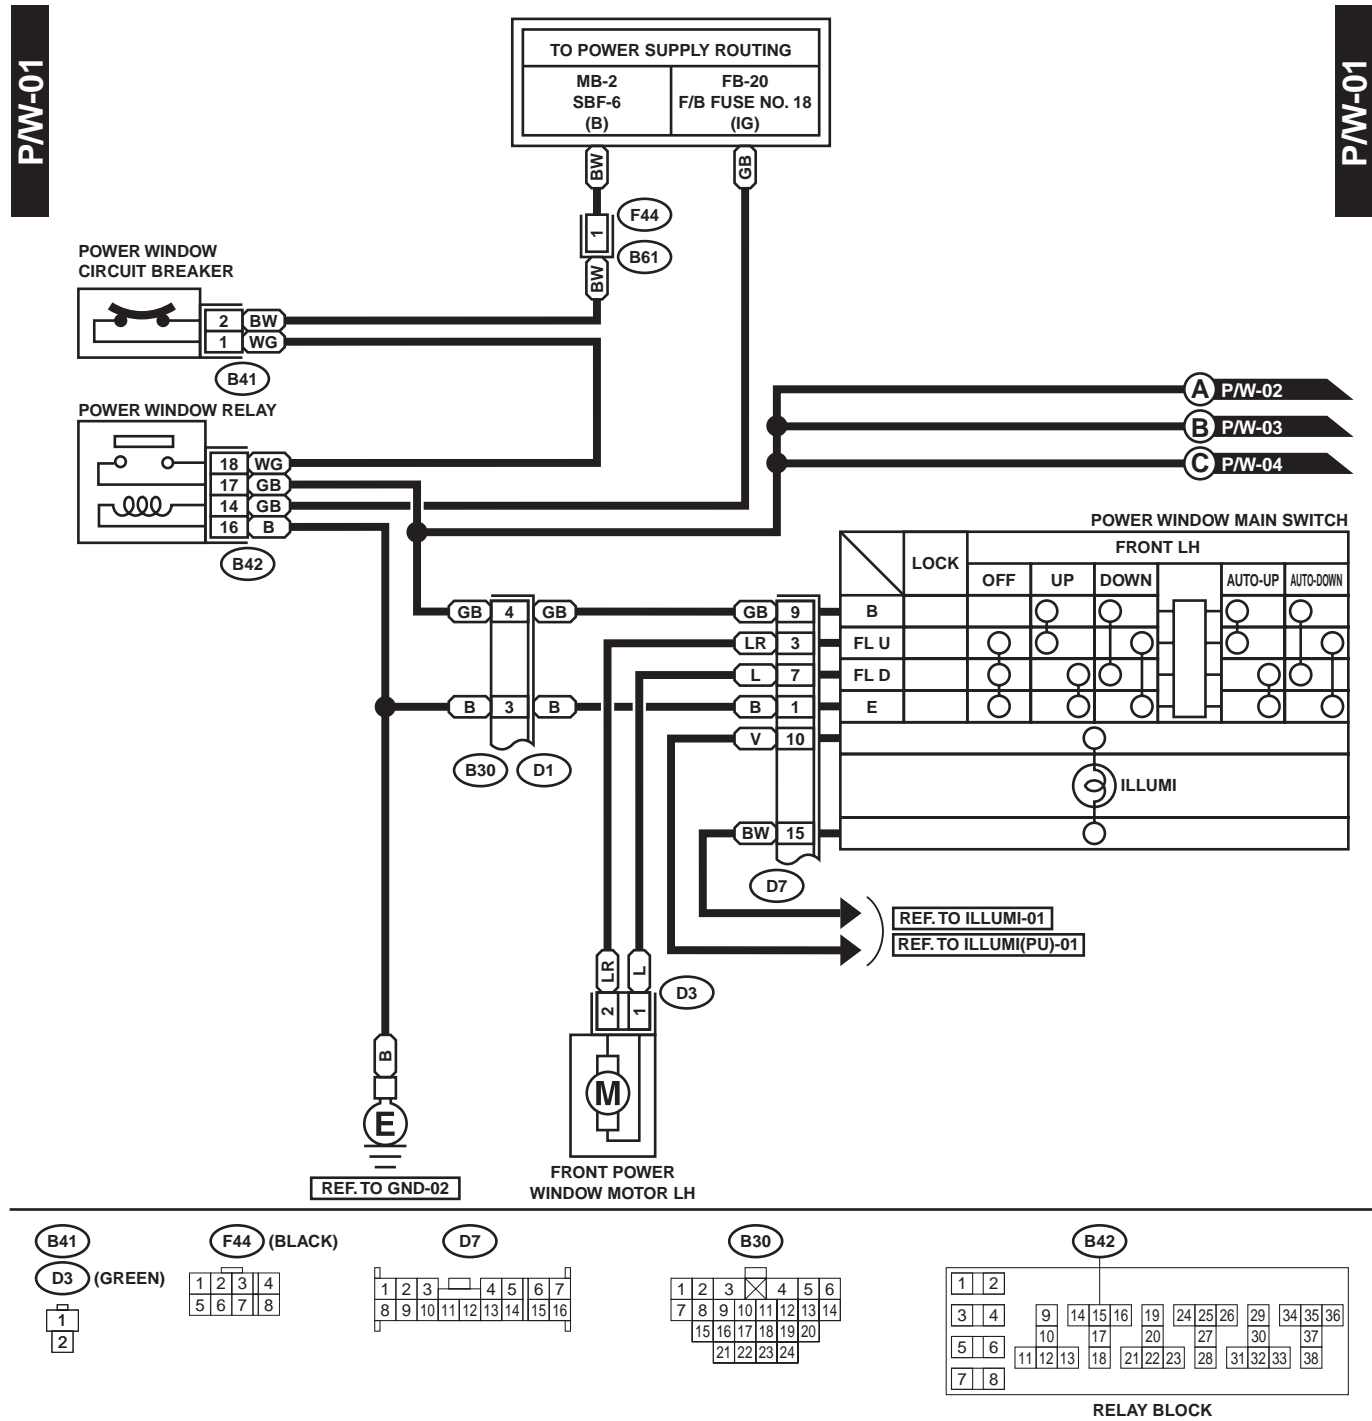 P/W-01
P/W-01
TO POWER SUPPLY ROUTING
MB-2
SBF-6
(B)
FB-20
F/B FUSE NO. 18
(IG)
BW
GB
1
F44
B61
BW
POWER WINDOW
CIRCUIT BREAKER
2 BW
1 WG
B41
POWER WINDOW RELAY
18 WG
17 GB
14 GB
16 B
B42
A P/W-02
B P/W-03
C P/W-04
POWER WINDOW MAIN SWITCH
LOCK
FRONT LH
OFF UP DOWN AUTO-UP AUTO-DOWN
GB 4 GB GB 9 B
LR 3 FL U
L 7 FL D
B 3 B B 1 E
V 10
B30 D1
ILLUMI
BW 15
D7
REF. TO ILLUMI-01
REF. TO ILLUMI(PU)-01
LR L
D3
2 1
M
B
E
REF. TO GND-02
FRONT POWER
WINDOW MOTOR LH
B41
D3 (GREEN)
1
2
F44 (BLACK)
1 2 3 4
5 6 7 8
D7
1 2 3 4 5 6 7
8 9 10 11 12 13 14 15 16
B30
1 2 3 4 5 6
7 8 9 10 11 12 13 14
15 16 17 18 19 20
21 22 23 24
B42
1 2
3 4 9 14 15 16 19 24 25 26 29 34 35 36
10 17 20 27 30 37
5 6 11 12 13 18 21 22 23 28 31 32 33 38
7 8
RELAY BLOCK